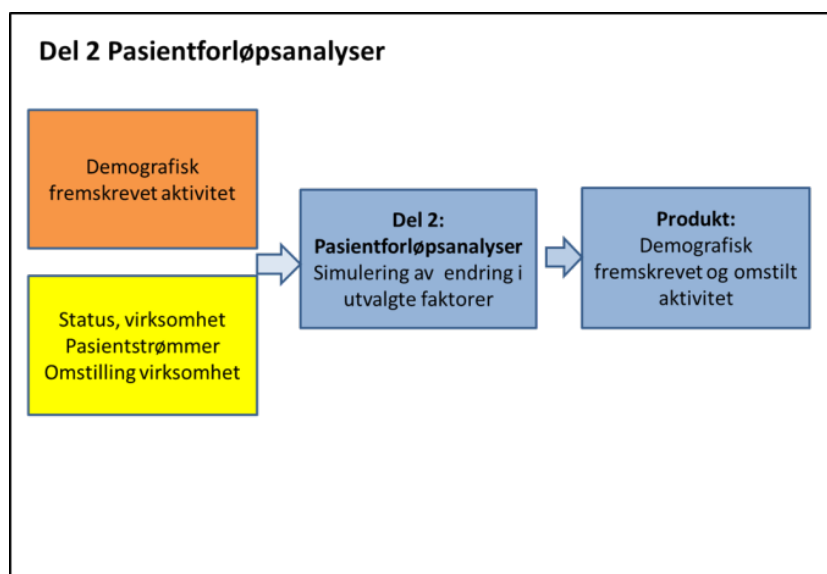 Del 2 Pasientforløpsanalyser
Demografisk
fremskrevet aktivitet
Status, virksomhet
Pasientstrømmer
Omstilling virksomhet
Del 2:
Pasientforløpsanalyser
Simulering av endring i
utvalgte faktorer
Produkt:
Demografisk
fremskrevet og omstilt
aktivitet